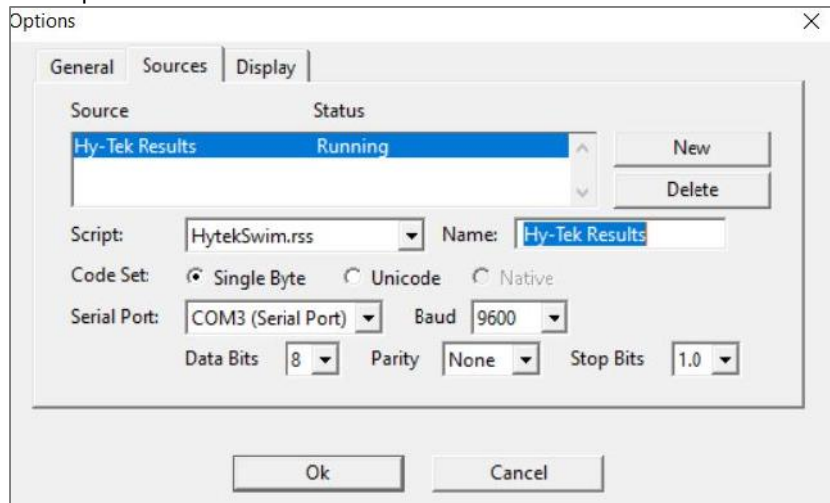 Options
General Sources Display
Source Status
Hy-Tek Results Running
New
Delete
Script: HytekSwim.rss Name: Hy-Tek Results
Code Set: Single Byte Unicode Native
Serial Port: COM3 (Serial Port) Baud 9600
Data Bits 8 Parity None Stop Bits 1.0
Ok Cancel